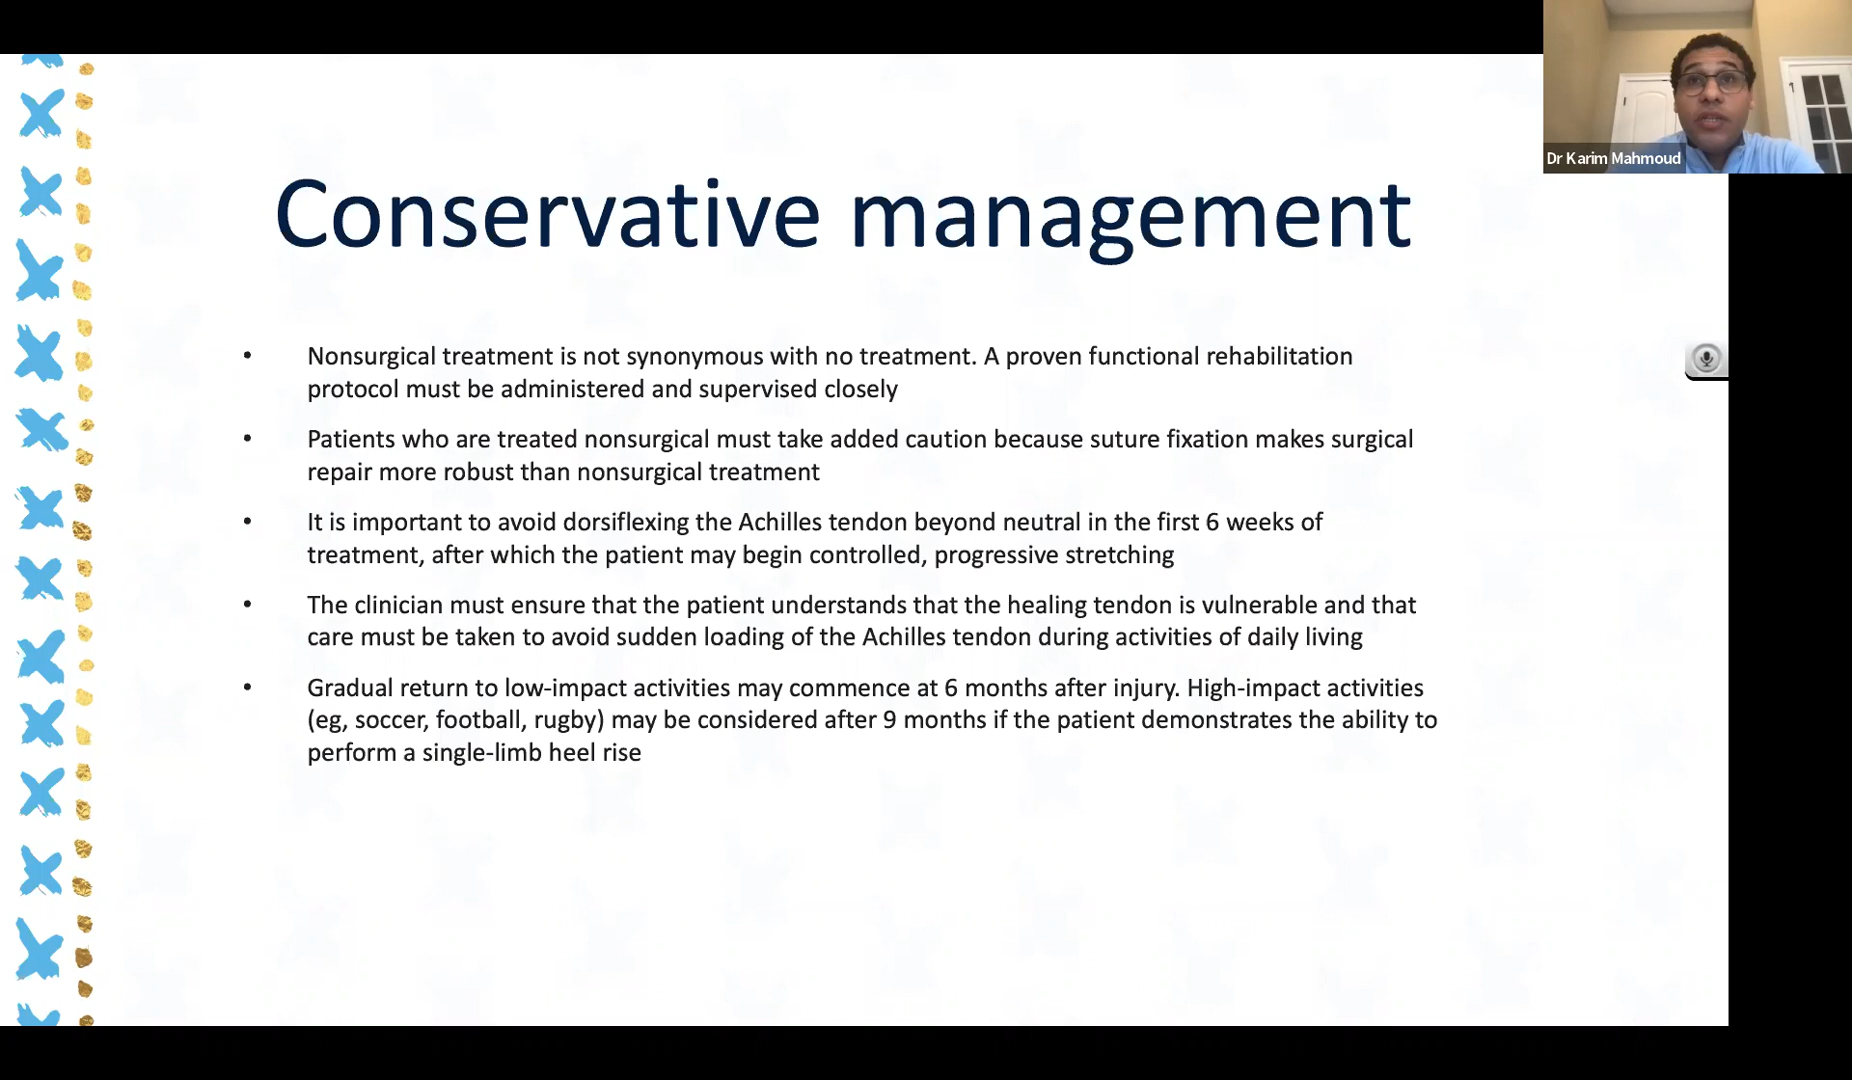 Dr Karim Mahmoud
Conservative management
• Nonsurgical treatment is not synonymous with no treatment. A proven functional rehabilitation
protocol must be administered and supervised closely
• Patients who are treated nonsurgical must take added caution because suture fixation makes surgical
repair more robust than nonsurgical treatment
• It is important to avoid dorsiflexing the Achilles tendon beyond neutral in the first 6 weeks of
treatment, after which the patient may begin controlled, progressive stretching
• The clinician must ensure that the patient understands that the healing tendon is vulnerable and that
care must be taken to avoid sudden loading of the Achilles tendon during activities of daily living
• Gradual return to low-impact activities may commence at 6 months after injury. High-impact activities
(eg, soccer, football, rugby) may be considered after 9 months if the patient demonstrates the ability to
perform a single-limb heel rise